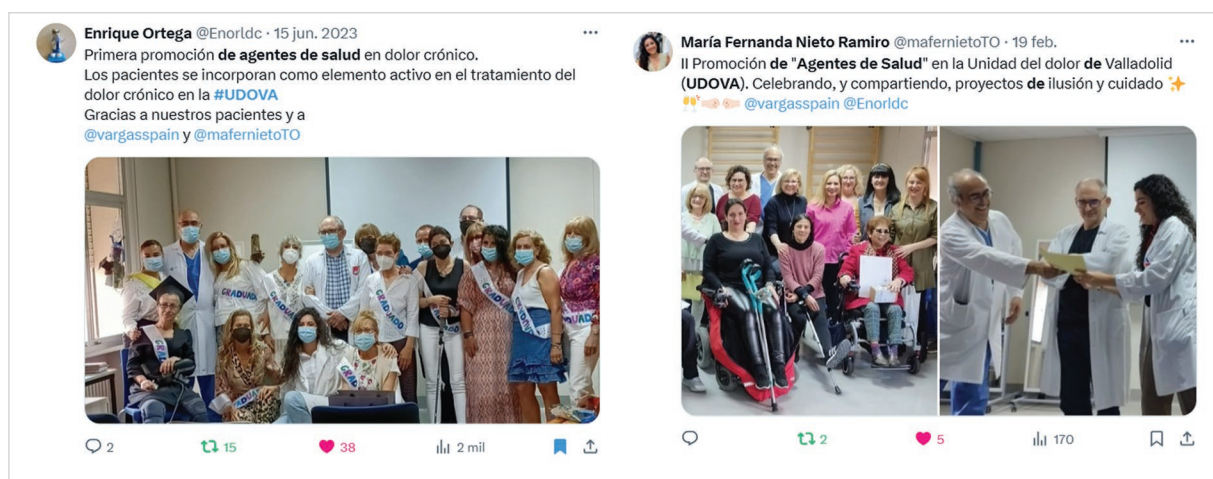 Enrique Ortega @Enorldc · 15 jun. 2023
Primera promoción de agentes de salud en dolor crónico.
Los pacientes se incorporan como elemento activo en el tratamiento del
dolor crónico en la #UDOVA
Gracias a nuestros pacientes y a
@vargasspain y @mafernietoTO
GRADUADO
GRADUADO
2
15
38
2 mil
María Fernanda Nieto Ramiro @mafernietoTO · 19 feb.
II Promoción de "Agentes de Salud" en la Unidad del dolor de Valladolid
(UDOVA). Celebrando, y compartiendo, proyectos de ilusión y cuidado ✨
🙌🤜🤛 @vargasspain @Enorldc
2
5
170